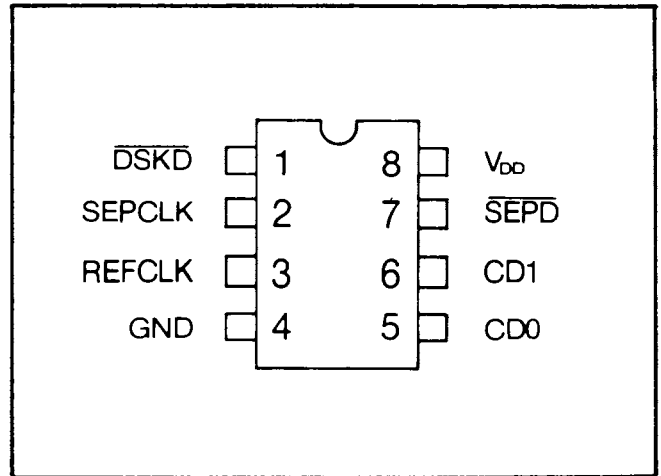 DSKD 1 8 VDD
SEPCLK 2 7 SEPD
REFCLK 3 6 CD1
GND 4 5 CD0